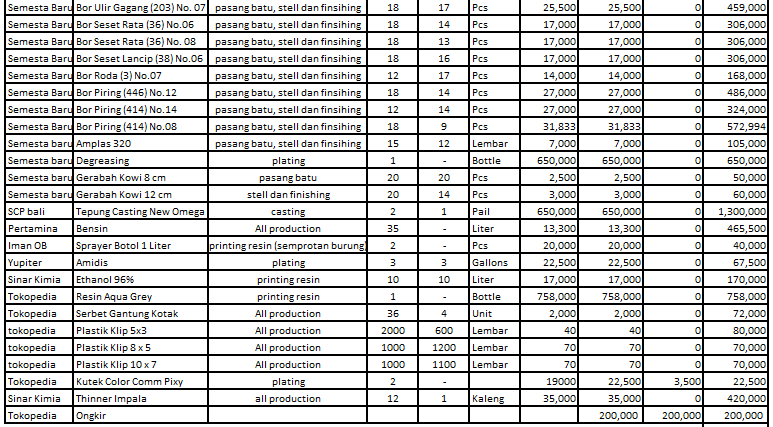 Semesta Baru Bor Ulir Gagang (203) No. 07 pasang batu, stell dan finsihing 18 17 Pcs 25,500 25,500 0 459,000
Semesta Baru Bor Seset Rata (36) No.06 pasang batu, stell dan finsihing 18 14 Pcs 17,000 17,000 0 306,000
Semesta Baru Bor Seset Rata (36) No. 08 pasang batu, stell dan finsihing 18 13 Pcs 17,000 17,000 0 306,000
Semesta Baru Bor Seset Lancip (38) No.06 pasang batu, stell dan finsihing 18 16 Pcs 17,000 17,000 0 306,000
Semesta Baru Bor Roda (3) No.07 pasang batu, stell dan finsihing 12 17 Pcs 14,000 14,000 0 168,000
Semesta Baru Bor Piring (446) No.12 pasang batu, stell dan finsihing 18 14 Pcs 27,000 27,000 0 486,000
Semesta Baru Bor Piring (414) No.14 pasang batu, stell dan finsihing 12 14 Pcs 27,000 27,000 0 324,000
Semesta Baru Bor Piring (414) No.08 pasang batu, stell dan finsihing 18 9 Pcs 31,833 31,833 0 572,994
Semesta baru Amplas 320 pasang batu, stell dan finsihing 15 12 Lembar 7,000 7,000 0 105,000
Semesta baru Degreasing plating 1 - Bottle 650,000 650,000 0 650,000
Semesta baru Gerabah Kowi 8 cm pasang batu 20 20 Pcs 2,500 2,500 0 50,000
Semesta baru Gerabah Kowi 12 cm stell dan finishing 20 14 Pcs 3,000 3,000 0 60,000
SCP bali Tepung Casting New Omega casting 2 1 Pail 650,000 650,000 0 1,300,000
Pertamina Bensin All production 35 - Liter 13,300 13,300 0 465,500
Iman OB Sprayer Botol 1 Liter printing resin (semprotan burung) 2 - Pcs 20,000 20,000 0 40,000
Yupiter Amidis plating 3 3 Gallons 22,500 22,500 0 67,500
Sinar Kimia Ethanol 96% printing resin 10 10 Liter 17,000 17,000 0 170,000
Tokopedia Resin Aqua Grey printing resin 1 - Bottle 758,000 758,000 0 758,000
Tokopedia Serbet Gantung Kotak All production 36 4 Unit 2,000 2,000 0 72,000
tokopedia Plastik Klip 5x3 All production 2000 600 Lembar 40 40 0 80,000
tokopedia Plastik Klip 8 x 5 All production 1000 1200 Lembar 70 70 0 70,000
tokopedia Plastik Klip 10 x 7 All production 1000 1100 Lembar 70 70 0 70,000
Tokopedia Kutek Color Comm Pixy plating 2 - 19000 22,500 3,500 22,500
Sinar Kimia Thinner Impala all production 12 1 Kaleng 35,000 35,000 0 420,000
Tokopedia Ongkir 200,000 200,000 200,000